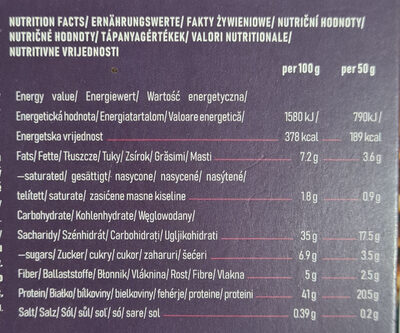 NUTRITION FACTS/ ERNÄHRUNGSWERTE/ FAKTY ŻYWIENIOWE/ NUTRIČNÍ HODNOTY/
NUTRIČNÉ HODNOTY/ TÁPANYAGÉRTÉKEK/ VALORI NUTRITIONALE/
NUTRITIVNE VRIJEDNOSTI
per 100 g per 50 g
Energy value/ Energiewert/ Wartość energetyczna/
Energetická hodnota/ Energiatartalom/ Valoare energetică/ 1580 kJ / 790kJ /
Energetska vrijednost 378 kcal 189 kcal
Fats/ Fette/ Tłuszcze/ Tuky/ Zsírok/ Grăsimi/ Masti 7.2 g 3.6 g
–saturated/ gesättigt/ nasycone/ nasycené/ nasýtené/
telített/ saturate/ zasićene masne kiseline 1.8 g 0.9 g
Carbohydrate/ Kohlenhydrate/ Węglowodany/
Sacharidy/ Szénhidrát/ Carbohidrați/ Ugljikohidrati 35 g 17.5 g
–sugars/ Zucker/ cukry/ cukor/ zaharuri/ šećeri 6.9 g 3.5 g
Fiber/ Ballaststoffe/ Błonnik/ Vláknina/ Rost/ Fibre/ Vlakna 5 g 2.5 g
Protein/ Białko/ bílkoviny/ bielkoviny/ fehérje/ proteine/ proteini 41 g 20.5 g
Salt/ Salz/ Sól/ sůl/ soľ/ só/ sare/ sol 0.39 g 0.2 g